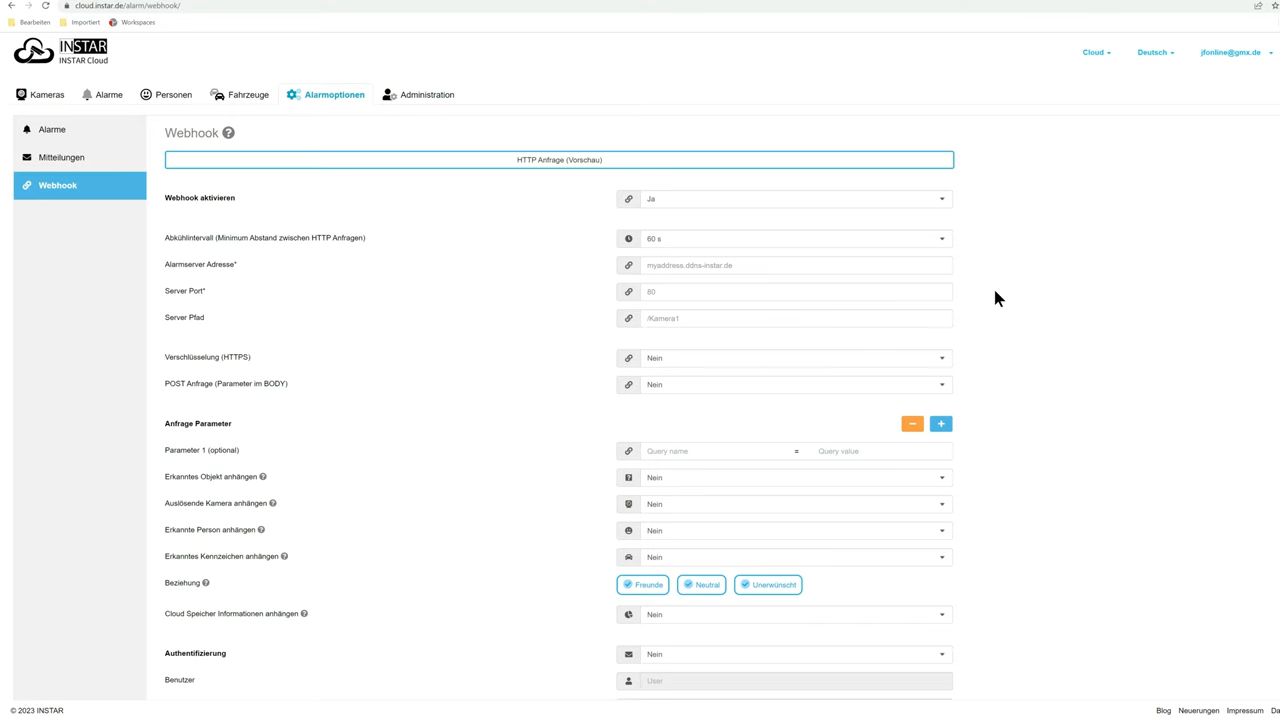 cloud.instar.de/alarm/webhook/
Bearbeiten Importiert Workspaces
INSTAR
INSTAR Cloud
Cloud Deutsch jfonline@gmx.de
Kameras Alarme Personen Fahrzeuge Alarmoptionen Administration
Alarme
Mitteilungen
Webhook
Webhook ?
HTTP Anfrage (Vorschau)
Webhook aktivieren Ja
Abkühlintervall (Minimum Abstand zwischen HTTP Anfragen) 60 s
Alarmserver Adresse* myaddress.ddns-instar.de
Server Port* 80
Server Pfad /Kamera1
Verschlüsselung (HTTPS) Nein
POST Anfrage (Parameter im BODY) Nein
Anfrage Parameter − +
Parameter 1 (optional) Query name = Query value
Erkanntes Objekt anhängen ? Nein
Auslösende Kamera anhängen ? Nein
Erkannte Person anhängen ? Nein
Erkanntes Kennzeichen anhängen ? Nein
Beziehung ? Freunde Neutral Unerwünscht
Cloud Speicher Informationen anhängen ? Nein
Authentifizierung Nein
Benutzer User
© 2023 INSTAR Blog Neuerungen Impressum Da